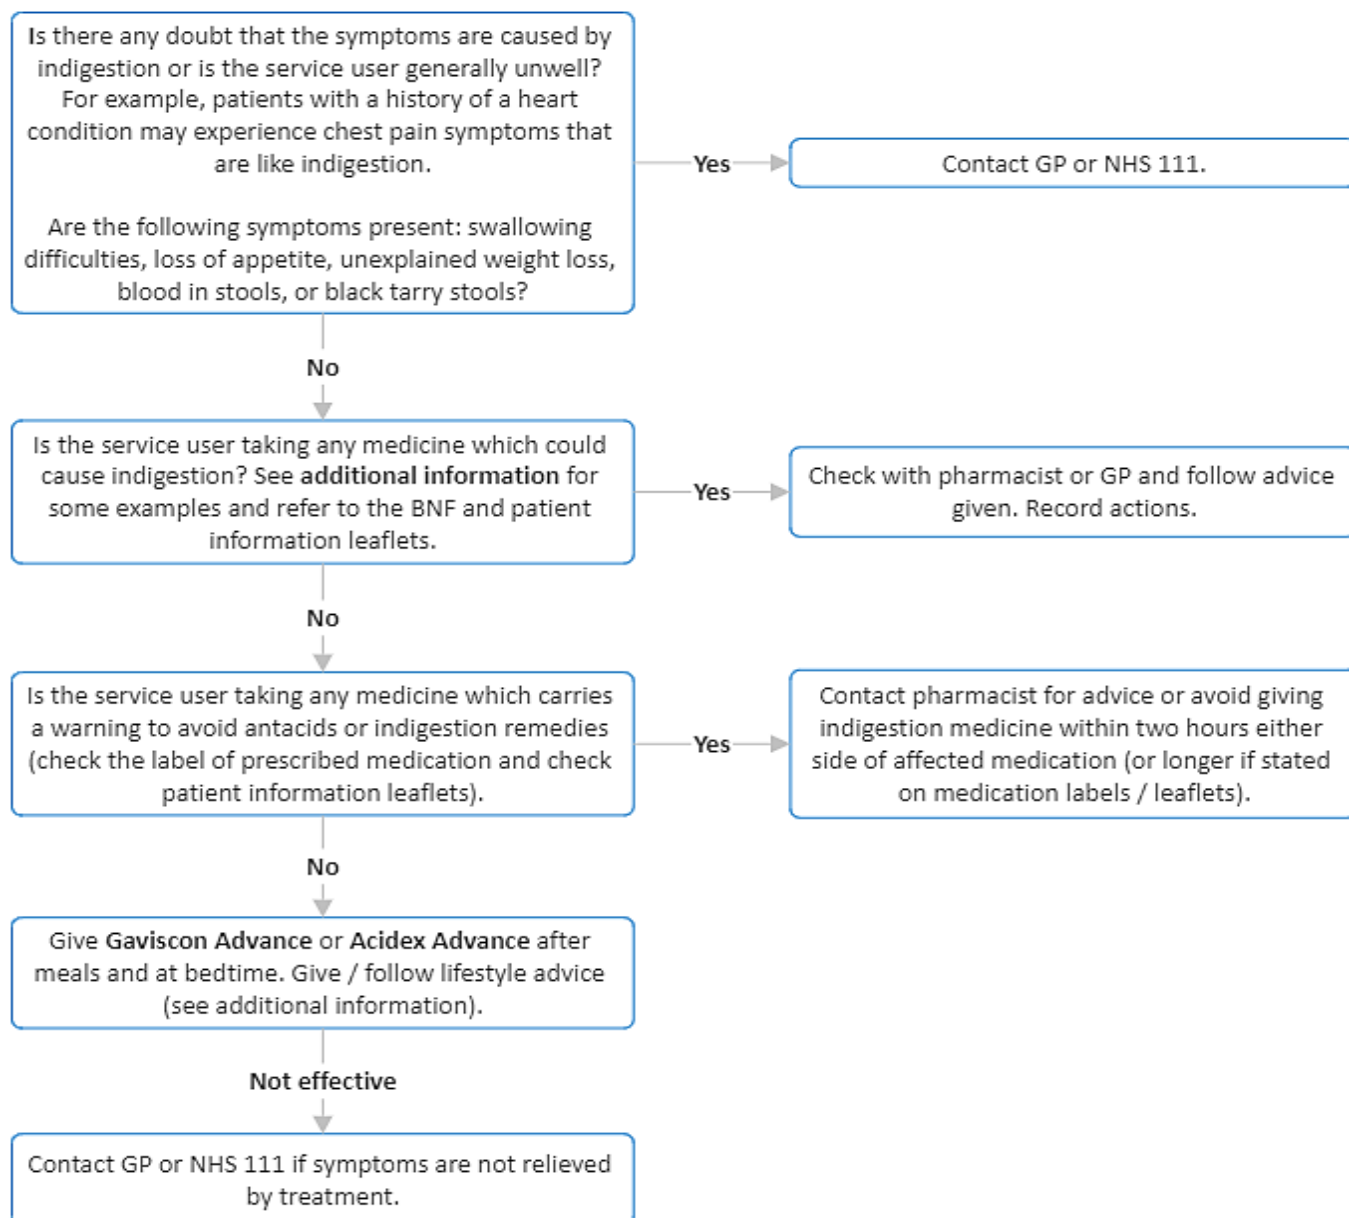 Is there any doubt that the symptoms are caused by
indigestion or is the service user generally unwell?
For example, patients with a history of a heart
condition may experience chest pain symptoms that
are like indigestion.
Are the following symptoms present: swallowing
difficulties, loss of appetite, unexplained weight loss,
blood in stools, or black tarry stools?
Yes
Contact GP or NHS 111.
No
Is the service user taking any medicine which could
cause indigestion? See additional information for
some examples and refer to the BNF and patient
information leaflets.
Yes
Check with pharmacist or GP and follow advice
given. Record actions.
No
Is the service user taking any medicine which carries
a warning to avoid antacids or indigestion remedies
(check the label of prescribed medication and check
patient information leaflets).
Yes
Contact pharmacist for advice or avoid giving
indigestion medicine within two hours either
side of affected medication (or longer if stated
on medication labels / leaflets).
No
Give Gaviscon Advance or Acidex Advance after
meals and at bedtime. Give / follow lifestyle advice
(see additional information).
Not effective
Contact GP or NHS 111 if symptoms are not relieved
by treatment.